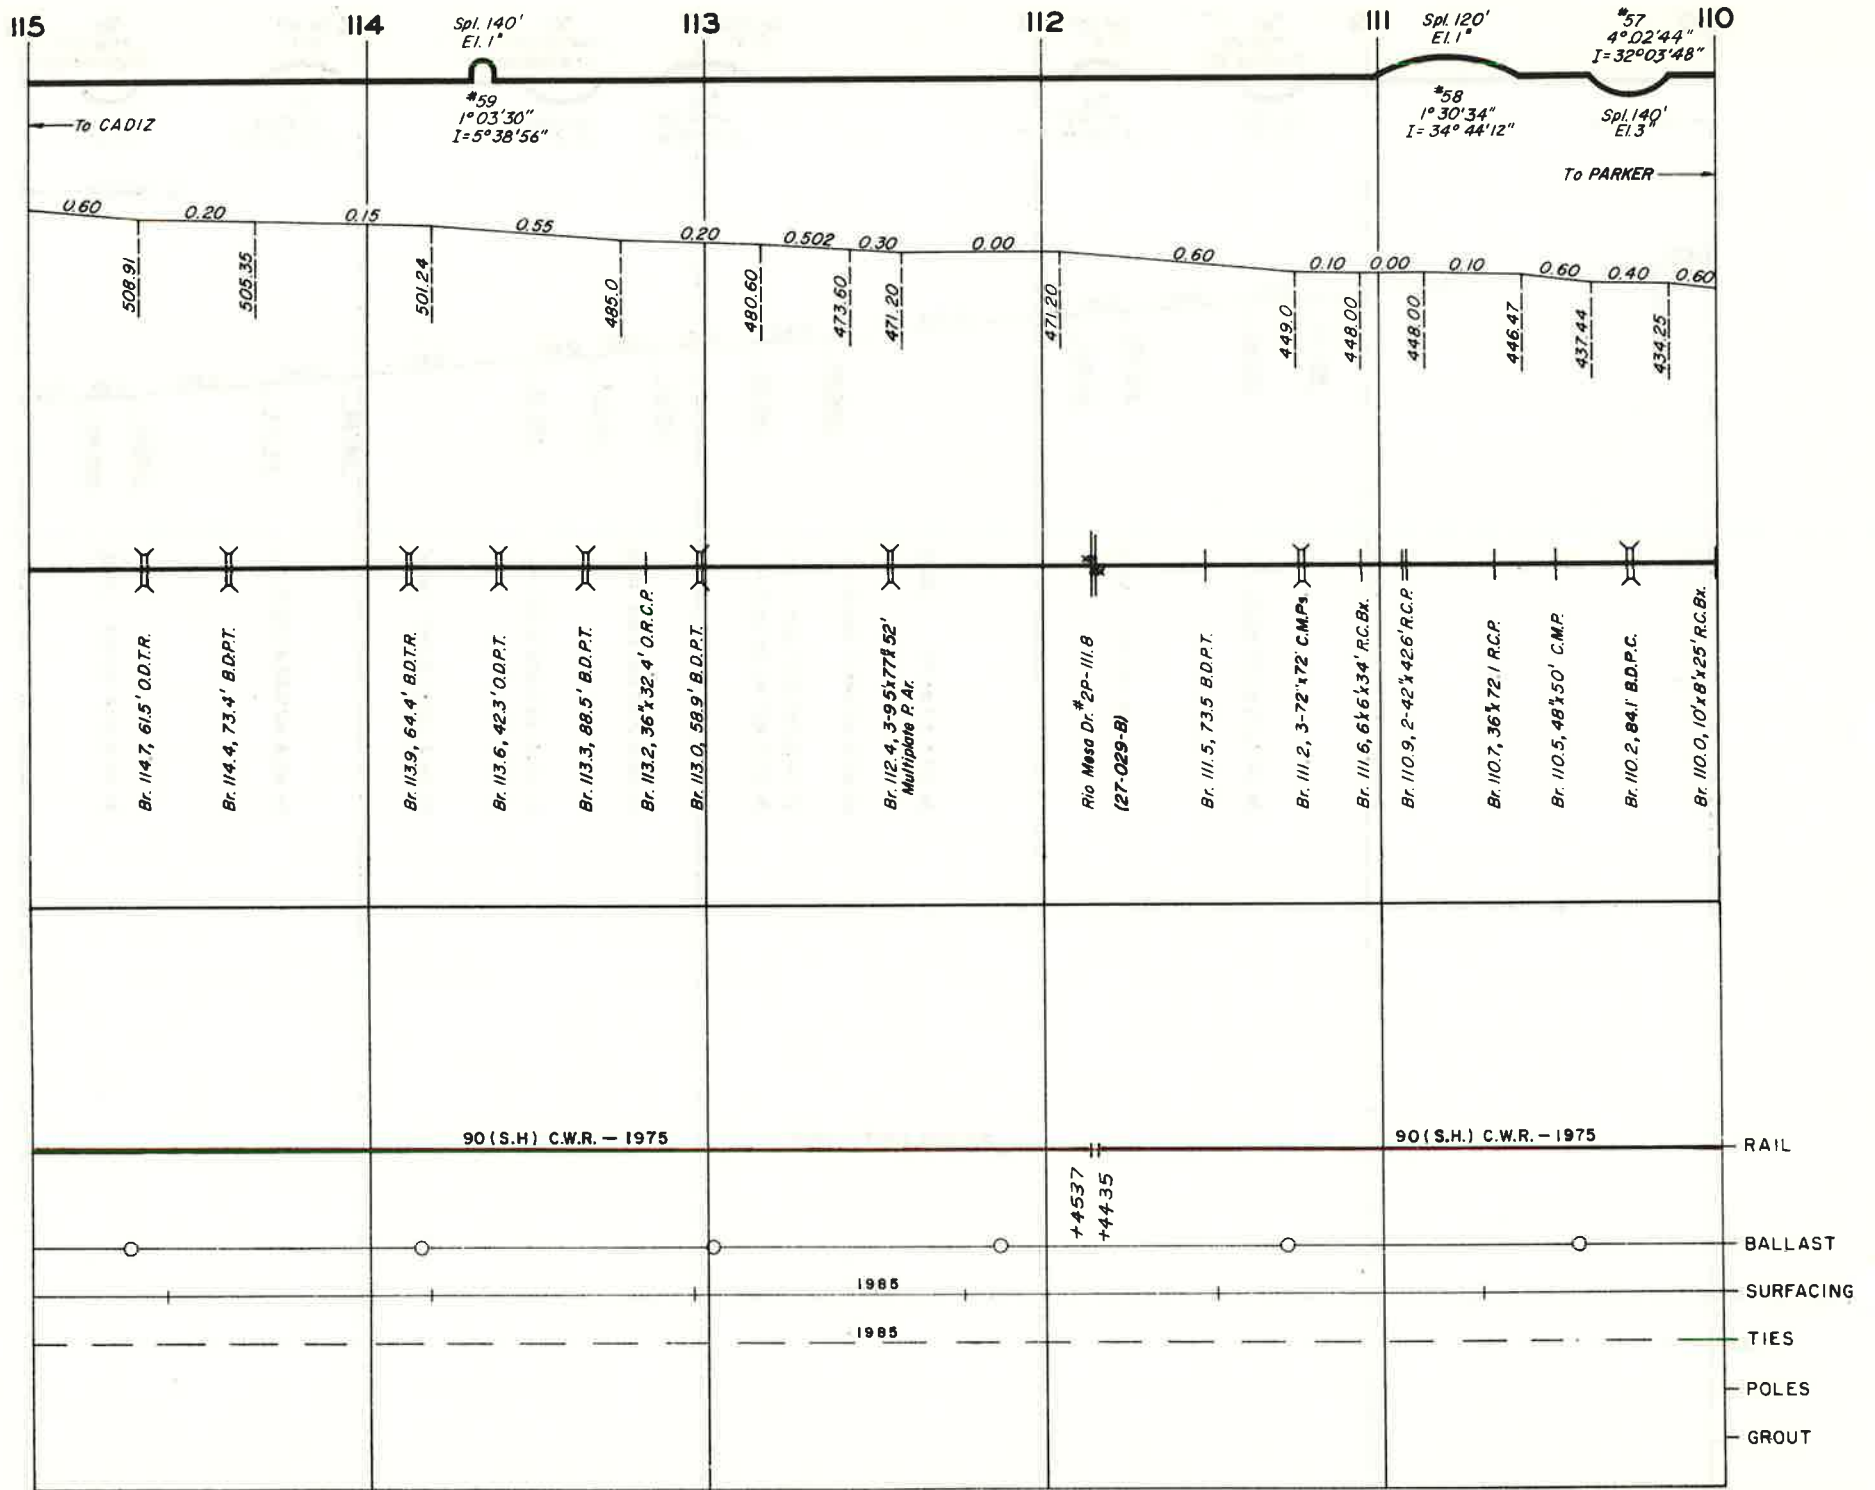 115
114
113
112
111
110
Spl. 140'
El. 1"
Spl. 120'
El. 1"
#57
4° 02' 44"
I = 32° 03' 48"
#59
1° 03' 30"
I = 5° 38' 56"
#58
1° 30' 34"
I = 34° 44' 12"
Spl. 140'
El. 3"
To CADIZ
To PARKER
0.60
0.20
0.15
0.55
0.20
0.502
0.30
0.00
0.60
0.10
0.00
0.10
0.60
0.40
0.60
508.91
505.35
501.24
485.0
480.60
473.60
471.20
471.20
449.0
448.00
448.00
446.47
437.44
434.25
Br. 114.7, 61.5' O.D.T.R.
Br. 114.4, 73.4' B.D.P.T.
Br. 113.9, 64.4' B.D.T.R.
Br. 113.6, 42.3' O.D.P.T.
Br. 113.3, 88.5' B.D.P.T.
Br. 113.2, 36"x32.4' O.R.C.P.
Br. 113.0, 58.9' B.D.P.T.
Br. 112.4, 3-9 5'x77' 52'
Multiplate P. Ar.
Rio Mesa Dr. #2P-111.8
(27-029-B)
Br. 111.5, 73.5 B.D.P.T.
Br. 111.2, 3-72"x72' C.M.Ps.
Br. 111.6, 6'x6'x34' R.C.Bx.
Br. 110.9, 2-42"x42.6' R.C.P.
Br. 110.7, 36"x72.1 R.C.P.
Br. 110.5, 48"x50' C.M.P.
Br. 110.2, 84.1' B.D.P.C.
Br. 110.0, 10'x8'x25' R.C.Bx.
90 (S.H) C.W.R. — 1975
90 (S.H.) C.W.R. — 1975
RAIL
+4537
+4435
BALLAST
1985
SURFACING
1985
TIES
POLES
GROUT